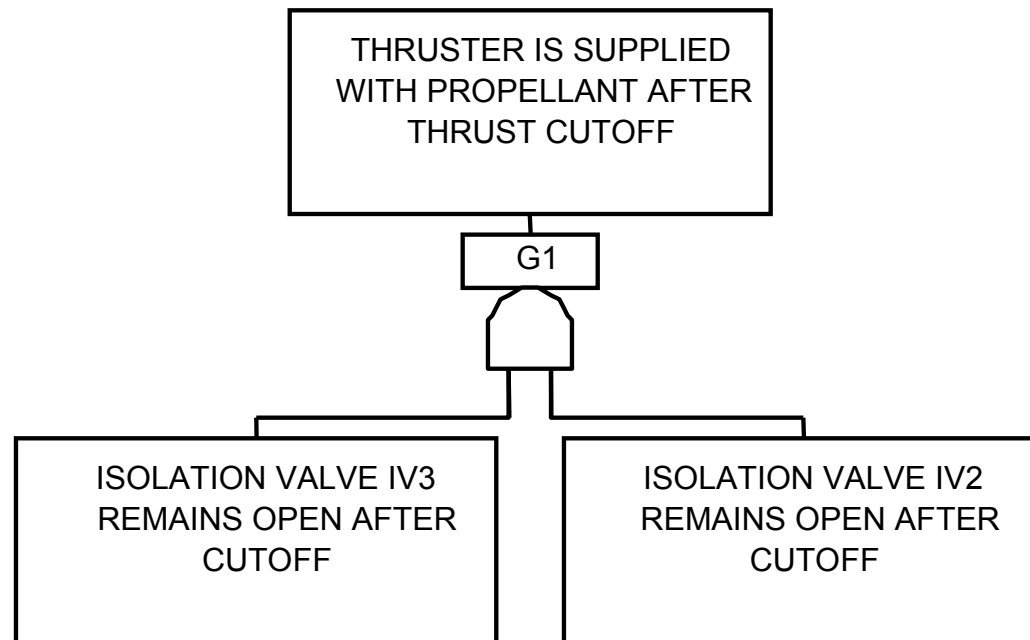 THRUSTER IS SUPPLIED
WITH PROPELLANT AFTER
THRUST CUTOFF
G1
ISOLATION VALVE IV3
REMAINS OPEN AFTER
CUTOFF
ISOLATION VALVE IV2
REMAINS OPEN AFTER
CUTOFF